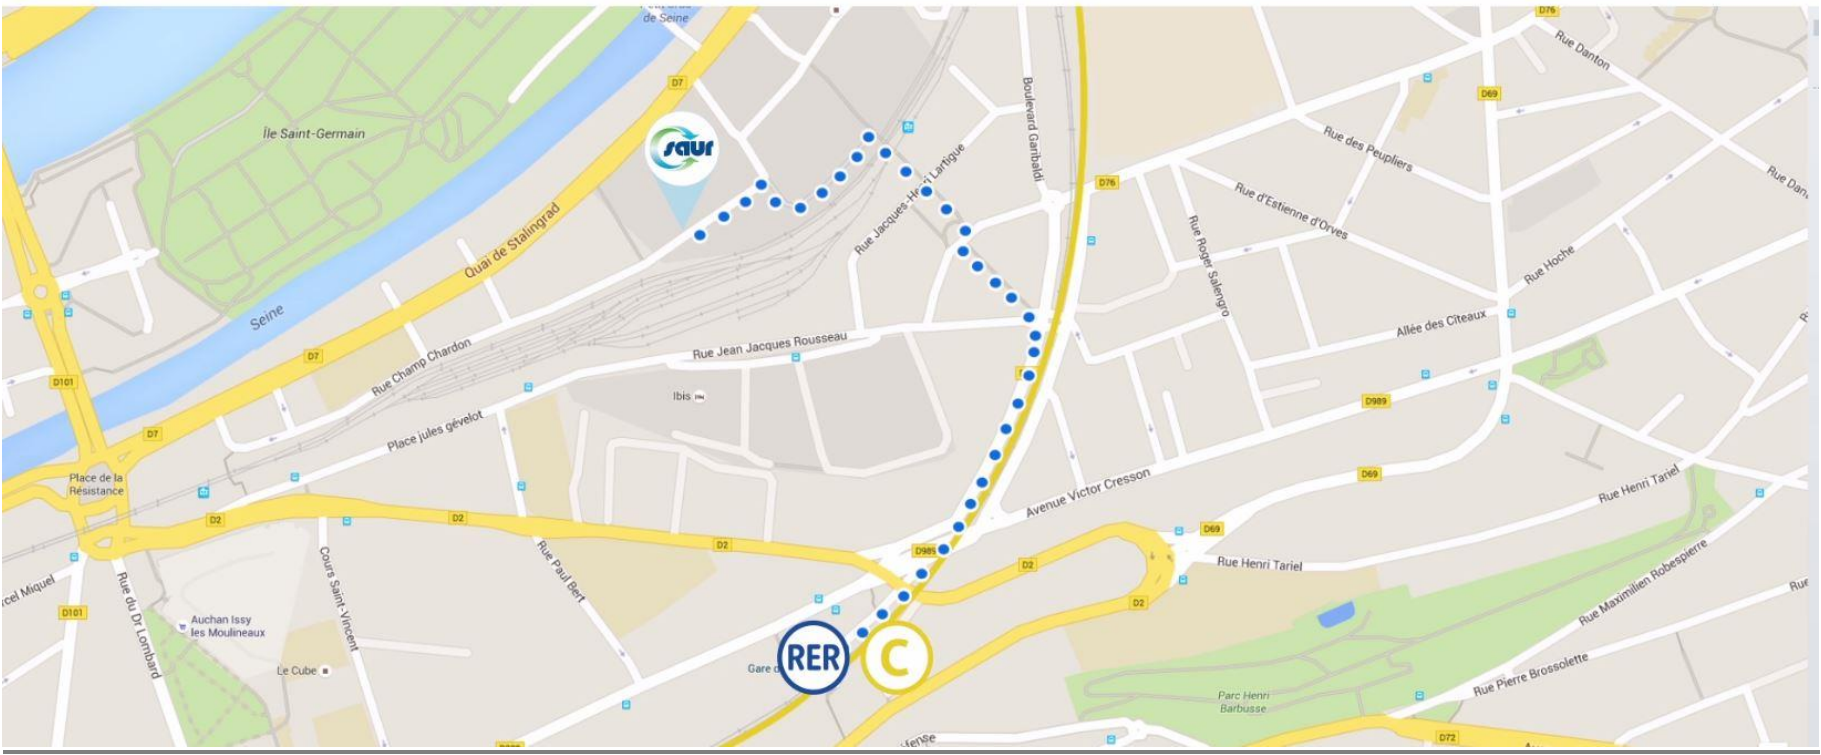 de Seine
D76
Rue Danton
D7
D69
Boulevard Garibaldi
Île Saint-Germain
saur
Rue des Peupliers
Rue Jacques-Henri Lartigue
D76
Rue d'Estienne d'Orves
Quai de Stalingrad
Rue Roger Salengro
Rue Hoche
Seine
Allée des Cîteaux
Rue Jean Jacques Rousseau
D7
Rue Champ Chardon
D101
Ibis
D989
Place jules gévelot
D7
Place de la
Résistance
Avenue Victor Cresson
D69
Rue Henri Tariel
D2
D2
D69
D2
D989
D2
Rue Henri Tariel
Rue Paul Bert
Cours Saint-Vincent
Rue Maximilien Robespierre
Rue du Dr Lombard
D101
D2
Auchan Issy
les Moulineaux
Le Cube
Gare d
RER
C
Rue Pierre Brossolette
Parc Henri
Barbusse
D72